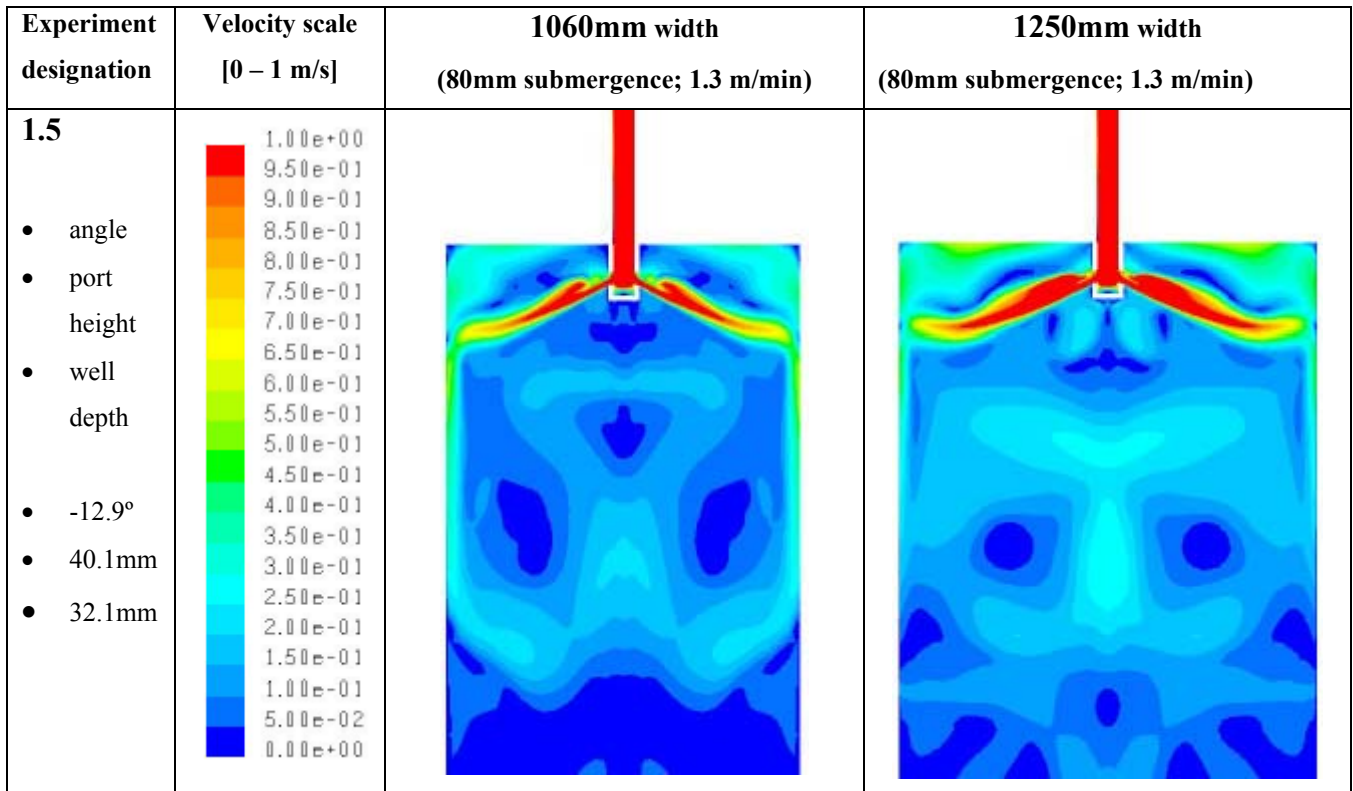 Experiment designation
Velocity scale
[0 – 1 m/s]
1060mm width
(80mm submergence; 1.3 m/min)
1250mm width
(80mm submergence; 1.3 m/min)
1.5
• angle
• port
height
• well
depth
• -12.9º
• 40.1mm
• 32.1mm
1.00e+00
9.50e-01
9.00e-01
8.50e-01
8.00e-01
7.50e-01
7.00e-01
6.50e-01
6.00e-01
5.50e-01
5.00e-01
4.50e-01
4.00e-01
3.50e-01
3.00e-01
2.50e-01
2.00e-01
1.50e-01
1.00e-01
5.00e-02
0.00e+00